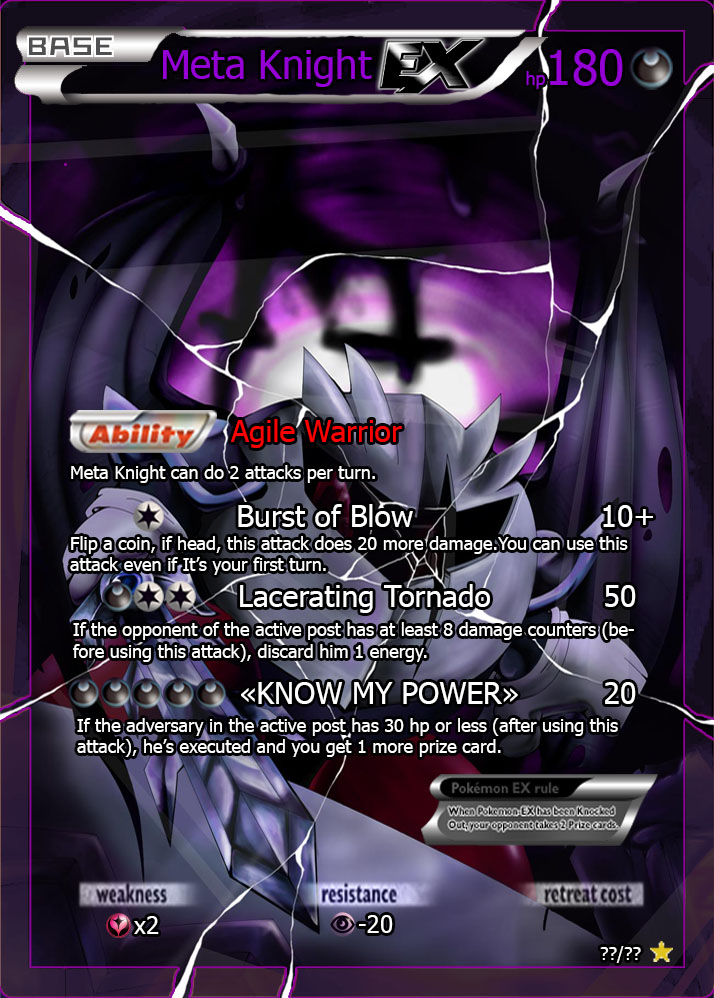 BASE Meta Knight EX hp180
Ability Agile Warrior
Meta Knight can do 2 attacks per turn.
Burst of Blow 10+
Flip a coin, if head, this attack does 20 more damage.You can use this
attack even if It's your first turn.
Lacerating Tornado 50
If the opponent of the active post has at least 8 damage counters (be-
fore using this attack), discard him 1 energy.
«KNOW MY POWER» 20
If the adversary in the active post has 30 hp or less (after using this
attack), he's executed and you get 1 more prize card.
Pokémon EX rule
When Pokemon-EX has been Knocked
Out, your opponent takes 2 Prize cards.
weakness resistance retreat cost
x2 -20
??/??